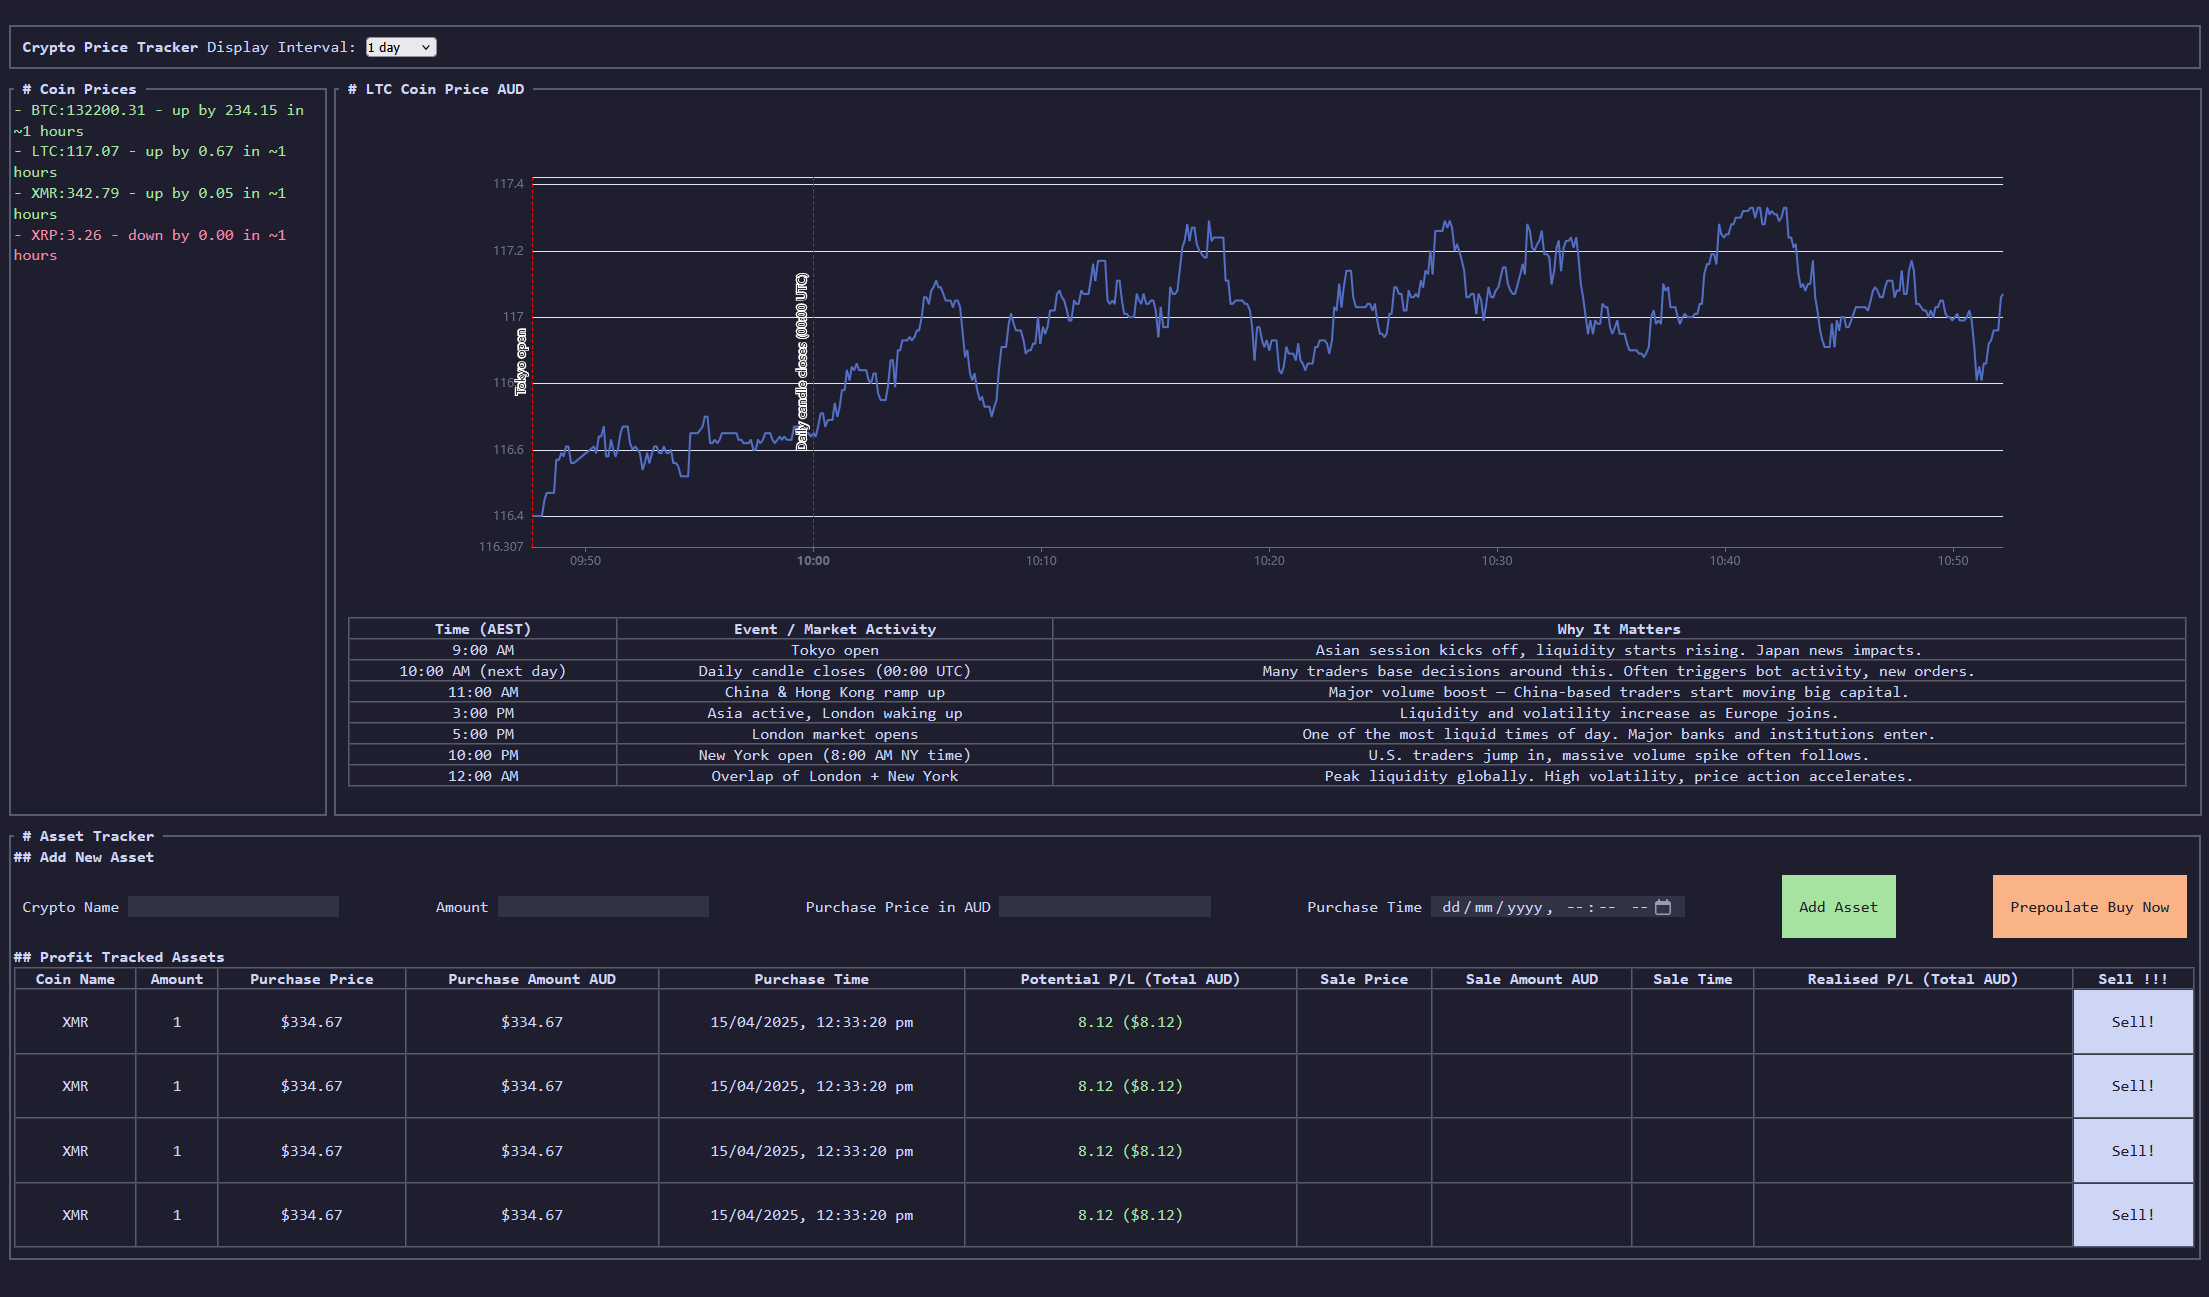 Crypto Price Tracker Display Interval: 1 day
# Coin Prices
- BTC:132200.31 - up by 234.15 in
~1 hours
- LTC:117.07 - up by 0.67 in ~1
hours
- XMR:342.79 - up by 0.05 in ~1
hours
- XRP:3.26 - down by 0.00 in ~1
hours
# LTC Coin Price AUD
117.4
117.2
117
116.6
116.4
116.307
Tokyo open
Daily candle closes (00:00 UTC)
09:50 10:00 10:10 10:20 10:30 10:40 10:50
Time (AEST) Event / Market Activity Why It Matters
9:00 AM Tokyo open Asian session kicks off, liquidity starts rising. Japan news impacts.
10:00 AM (next day) Daily candle closes (00:00 UTC) Many traders base decisions around this. Often triggers bot activity, new orders.
11:00 AM China & Hong Kong ramp up Major volume boost — China-based traders start moving big capital.
3:00 PM Asia active, London waking up Liquidity and volatility increase as Europe joins.
5:00 PM London market opens One of the most liquid times of day. Major banks and institutions enter.
10:00 PM New York open (8:00 AM NY time) U.S. traders jump in, massive volume spike often follows.
12:00 AM Overlap of London + New York Peak liquidity globally. High volatility, price action accelerates.
# Asset Tracker
## Add New Asset
Crypto Name Amount Purchase Price in AUD Purchase Time dd/mm/yyyy, --:-- -- Add Asset Prepoulate Buy Now
## Profit Tracked Assets
Coin Name Amount Purchase Price Purchase Amount AUD Purchase Time Potential P/L (Total AUD) Sale Price Sale Amount AUD Sale Time Realised P/L (Total AUD) Sell !!!
XMR 1 $334.67 $334.67 15/04/2025, 12:33:20 pm 8.12 ($8.12) Sell!
XMR 1 $334.67 $334.67 15/04/2025, 12:33:20 pm 8.12 ($8.12) Sell!
XMR 1 $334.67 $334.67 15/04/2025, 12:33:20 pm 8.12 ($8.12) Sell!
XMR 1 $334.67 $334.67 15/04/2025, 12:33:20 pm 8.12 ($8.12) Sell!